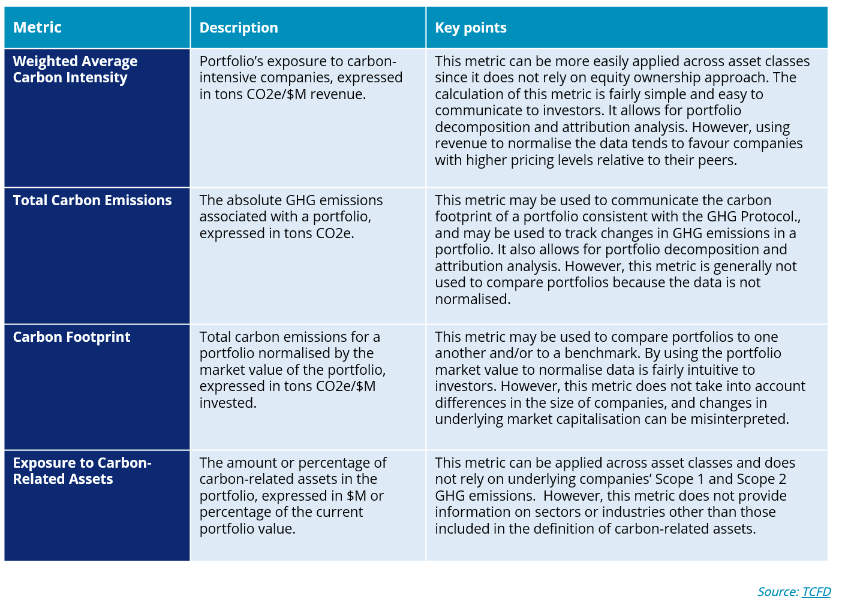 Metric
Description
Key points
Weighted Average
Carbon Intensity
Portfolio’s exposure to carbon-
intensive companies, expressed
in tons CO2e/$M revenue.
This metric can be more easily applied across asset classes
since it does not rely on equity ownership approach. The
calculation of this metric is fairly simple and easy to
communicate to investors. It allows for portfolio
decomposition and attribution analysis. However, using
revenue to normalise the data tends to favour companies
with higher pricing levels relative to their peers.
Total Carbon Emissions
The absolute GHG emissions
associated with a portfolio,
expressed in tons CO2e.
This metric may be used to communicate the carbon
footprint of a portfolio consistent with the GHG Protocol.,
and may be used to track changes in GHG emissions in a
portfolio. It also allows for portfolio decomposition and
attribution analysis. However, this metric is generally not
used to compare portfolios because the data is not
normalised.
Carbon Footprint
Total carbon emissions for a
portfolio normalised by the
market value of the portfolio,
expressed in tons CO2e/$M
invested.
This metric may be used to compare portfolios to one
another and/or to a benchmark. By using the portfolio
market value to normalise data is fairly intuitive to
investors. However, this metric does not take into account
differences in the size of companies, and changes in
underlying market capitalisation can be misinterpreted.
Exposure to Carbon-
Related Assets
The amount or percentage of
carbon-related assets in the
portfolio, expressed in $M or
percentage of the current
portfolio value.
This metric can be applied across asset classes and does
not rely on underlying companies’ Scope 1 and Scope 2
GHG emissions.  However, this metric does not provide
information on sectors or industries other than those
included in the definition of carbon-related assets.
Source: TCFD